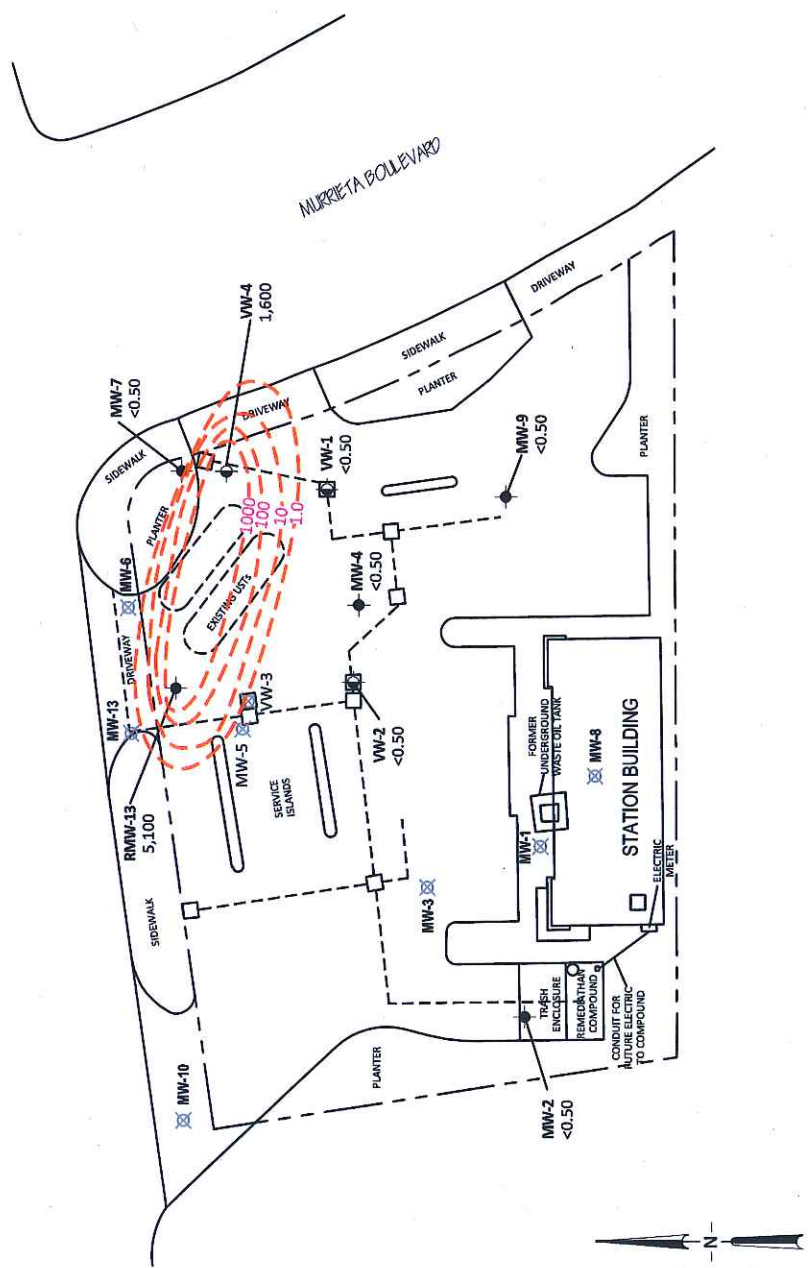 MURRIETA BOULEVARD
MW-10
SIDEWALK
RMW-13
5,100
MW-13
DRIVEWAY
MW-6
PLANTER
SIDEWALK
MW-7
<0.50
VW-4
1,600
DRIVEWAY
EXISTING USTs
1000
100
10
1.0
MW-5
VW-3
SERVICE
ISLANDS
VW-2
<0.50
MW-4
<0.50
VW-1
<0.50
SIDEWALK
PLANTER
DRIVEWAY
MW-9
<0.50
PLANTER
PLANTER
MW-3
MW-1
FORMER
UNDERGROUND
WASTE OIL TANK
MW-8
STATION BUILDING
ELECTRIC
METER
TRASH
ENCLOSURE
REMEDIATHAN
COMPOUND
CONDUIT FOR
FUTURE ELECTRIC
TO COMPOUND
MW-2
<0.50
N